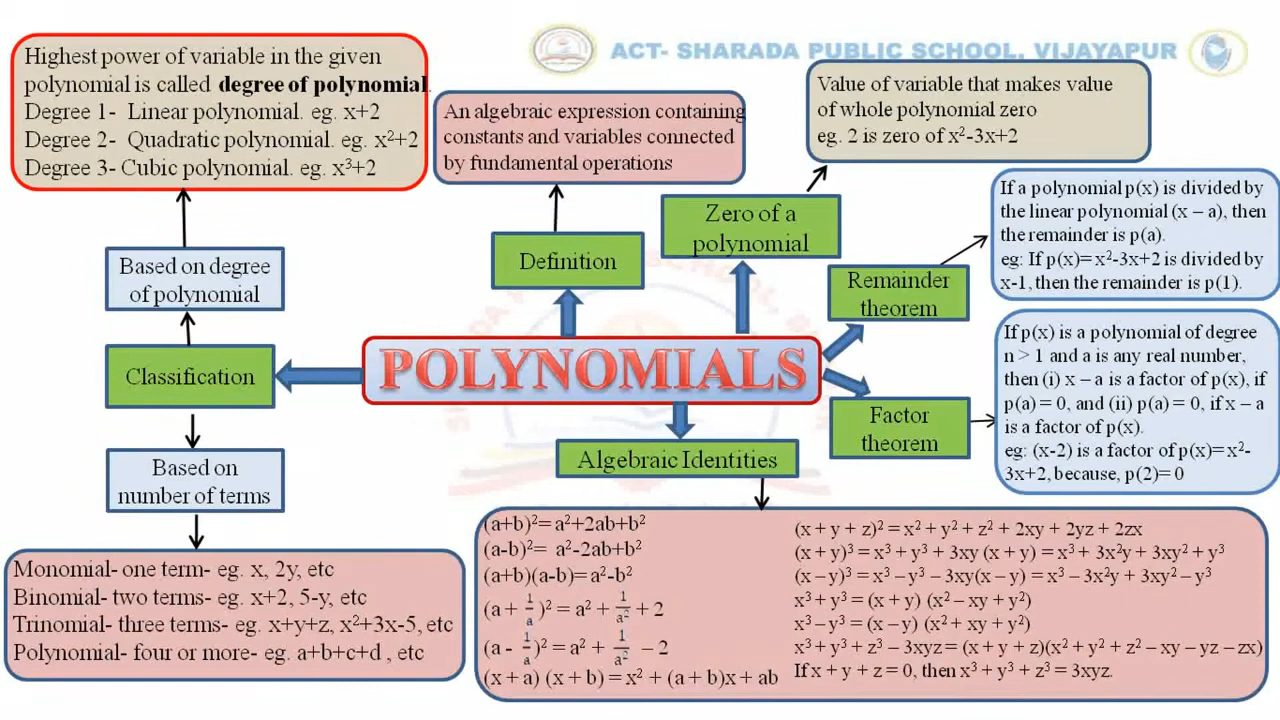 ACT- SHARADA PUBLIC SCHOOL, VIJAYAPUR
Highest power of variable in the given
polynomial is called degree of polynomial.
Degree 1- Linear polynomial. eg. x+2
Degree 2- Quadratic polynomial. eg. x²+2
Degree 3- Cubic polynomial. eg. x³+2
An algebraic expression containing
constants and variables connected
by fundamental operations
Value of variable that makes value
of whole polynomial zero
eg. 2 is zero of x²-3x+2
Based on degree
of polynomial
Definition
Zero of a
polynomial
Remainder
theorem
If a polynomial p(x) is divided by
the linear polynomial (x – a), then
the remainder is p(a).
eg: If p(x)= x²-3x+2 is divided by
x-1, then the remainder is p(1).
Classification
POLYNOMIALS
Factor
theorem
If p(x) is a polynomial of degree
n > 1 and a is any real number,
then (i) x – a is a factor of p(x), if
p(a) = 0, and (ii) p(a) = 0, if x – a
is a factor of p(x).
eg: (x-2) is a factor of p(x)= x²-
3x+2, because, p(2)= 0
Based on
number of terms
Algebraic Identities
Monomial- one term- eg. x, 2y, etc
Binomial- two terms- eg. x+2, 5-y, etc
Trinomial- three terms- eg. x+y+z, x²+3x-5, etc
Polynomial- four or more- eg. a+b+c+d , etc
(a+b)²= a²+2ab+b²
(a-b)²= a²-2ab+b²
(a+b)(a-b)= a²-b²
(a + 1/a )² = a² + 1/a² + 2
(a - 1/a )² = a² + 1/a² – 2
(x + a) (x + b) = x² + (a + b)x + ab
(x + y + z)² = x² + y² + z² + 2xy + 2yz + 2zx
(x + y)³ = x³ + y³ + 3xy (x + y) = x³ + 3x²y + 3xy² + y³
(x – y)³ = x³ – y³ – 3xy(x – y) = x³ – 3x²y + 3xy² – y³
x³ + y³ = (x + y) (x² – xy + y²)
x³ – y³ = (x – y) (x² + xy + y²)
x³ + y³ + z³ – 3xyz = (x + y + z)(x² + y² + z² – xy – yz – zx)
If x + y + z = 0, then x³ + y³ + z³ = 3xyz.